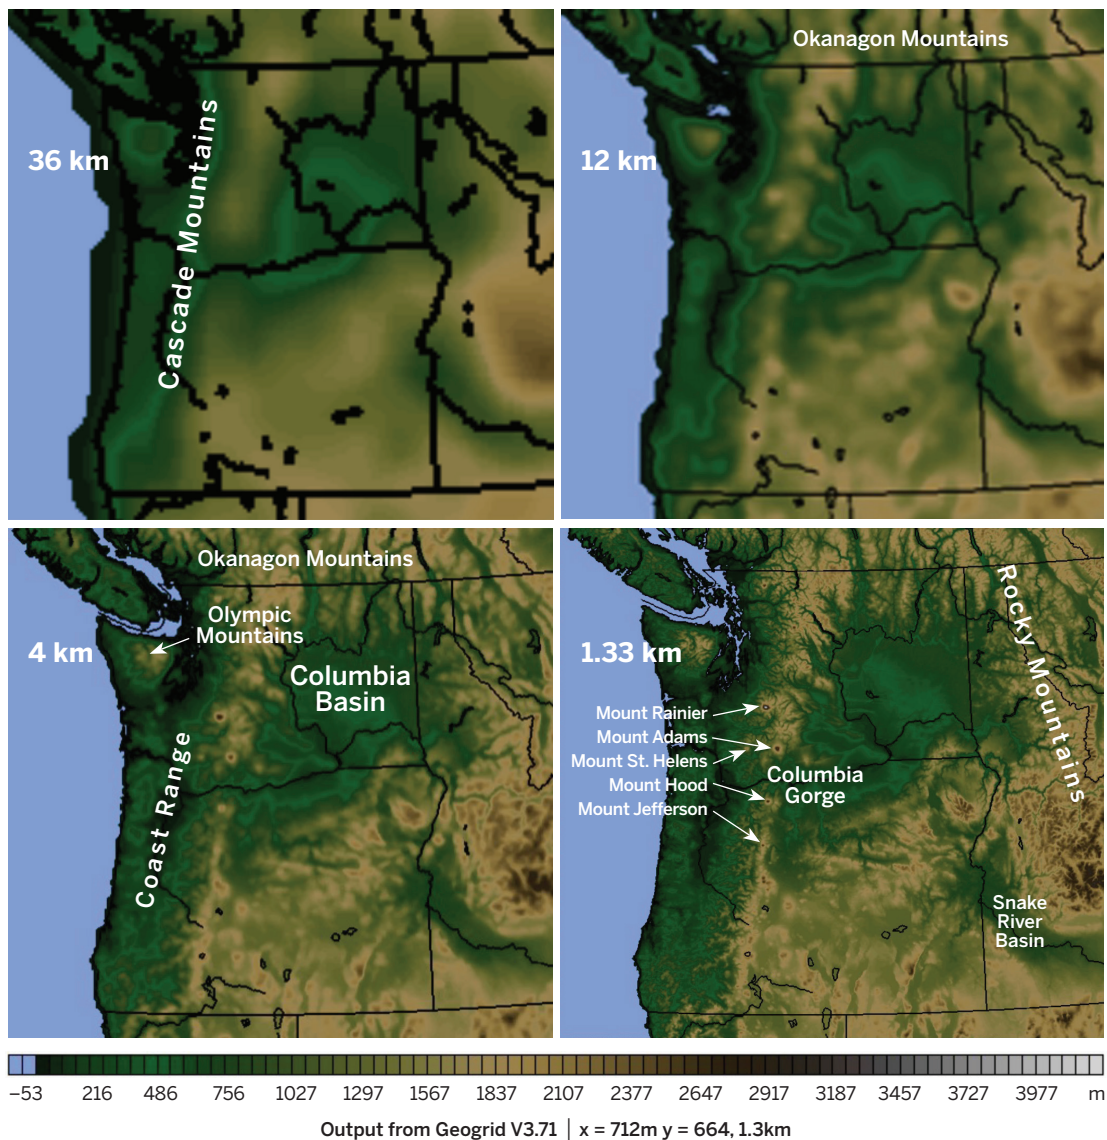 36 km
Cascade Mountains
Okanagon Mountains
12 km
Okanagon Mountains
Olympic
Mountains
4 km
Columbia
Basin
Coast Range
1.33 km
Rocky Mountains
Mount Rainier
Mount Adams
Mount St. Helens
Mount Hood
Mount Jefferson
Columbia
Gorge
Snake
River
Basin
−53 216 486 756 1027 1297 1567 1837 2107 2377 2647 2917 3187 3457 3727 3977 m
Output from Geogrid V3.71 | x = 712m y = 664, 1.3km